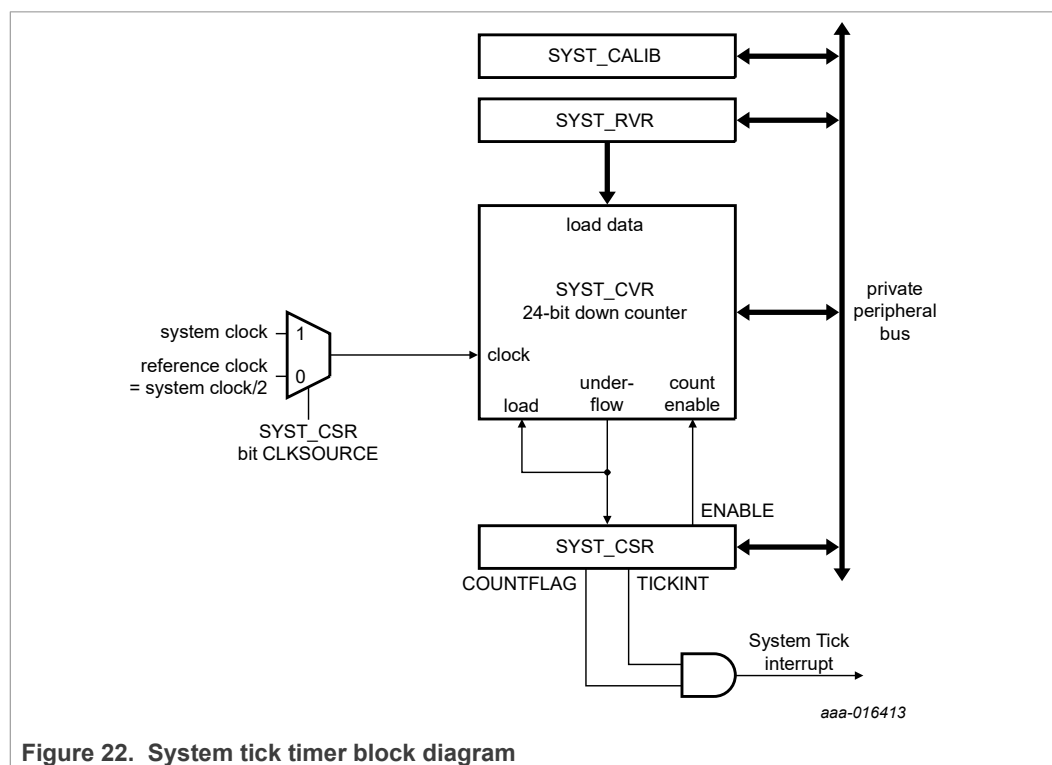 SYST_CALIB
SYST_RVR
load data
SYST_CVR
24-bit down counter
private
peripheral
bus
system clock
1
reference clock
= system clock/2
0
clock
SYST_CSR
bit CLKSOURCE
load
under-
flow
count
enable
ENABLE
SYST_CSR
COUNTFLAG
TICKINT
System Tick
interrupt
aaa-016413
Figure 22. System tick timer block diagram